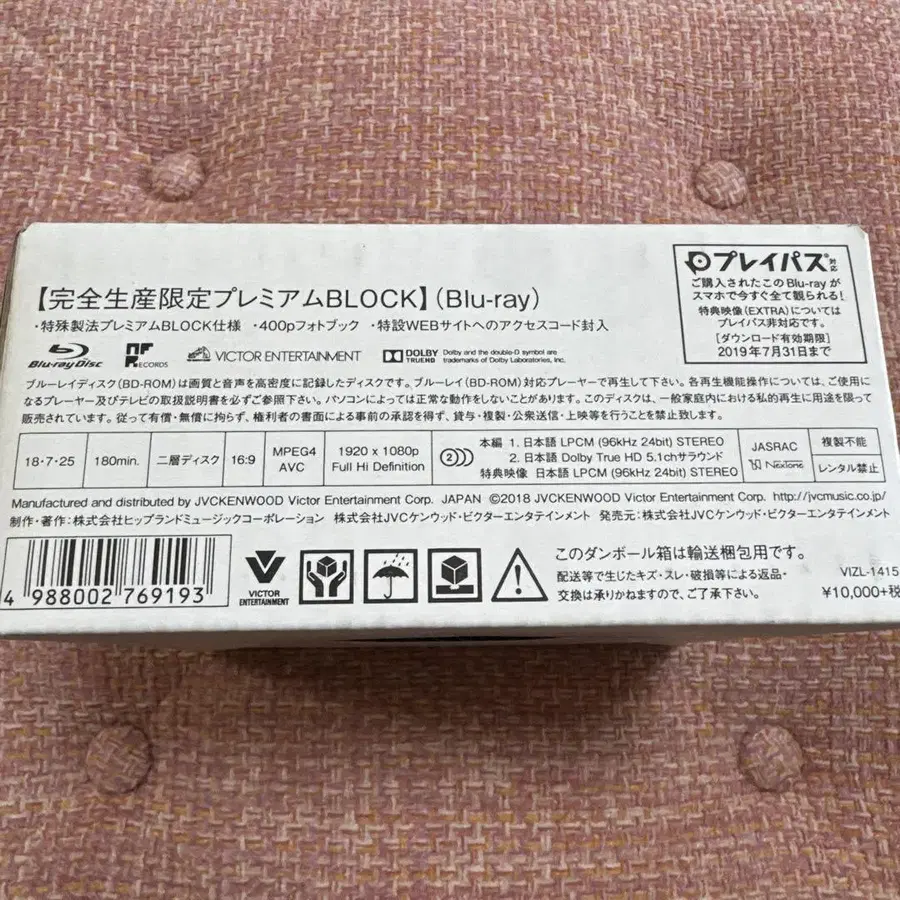 【完全生産限定プレミアムBLOCK】(Blu-ray)
・特殊製法プレミアムBLOCK仕様 ・400pフォトブック ・特設WEBサイトへのアクセスコード封入
プレイパス対応
ご購入されたこの Blu-ray が
スマホで今すぐ全て観られる!
特典映像(EXTRA)については
プレイパス非対応です。
[ダウンロード有効期限]
2019年7月31日まで
Blu-ray Disc
NF RECORDS
VICTOR ENTERTAINMENT
DOLBY TRUEHD
Dolby and the double-D symbol are
trademarks of Dolby Laboratories, Inc.
ブルーレイディスク(BD-ROM)は画質と音声を高密度に記録したディスクです。ブルーレイ(BD-ROM)対応プレーヤーで再生して下さい。各再生機能操作については、ご使用に
なるプレーヤー及びテレビの取扱説明書を必ずご参照下さい。パソコンによっては正常な動作をしないことがあります。このディスクは、一般家庭内における私的再生に用途を限って
販売されています。従って有償・無償に拘らず、権利者の書面による事前の承認を得ず、貸与・複製・公衆送信・上映等を行うことを禁止致します。
18・7・25
180min.
二層ディスク
16:9
MPEG4
AVC
1920 x 1080p
Full Hi Definition
2
本編 1. 日本語 LPCM (96kHz 24bit) STEREO
2. 日本語 Dolby True HD 5.1chサラウンド
特典映像 日本語 LPCM (96kHz 24bit) STEREO
JASRAC
NexTone
複製不能
レンタル禁止
Manufactured and distributed by JVCKENWOOD Victor Entertainment Corp. JAPAN ©2018 JVCKENWOOD Victor Entertainment Corp. http://jvcmusic.co.jp/
制作・著作:株式会社ヒップランドミュージックコーポレーション 株式会社JVCケンウッド・ビクターエンタテインメント 発売元:株式会社JVCケンウッド・ビクターエンタテインメント
4 988002 769193
VICTOR
ENTERTAINMENT
このダンボール箱は輸送梱包用です。
配送等で生じたキズ・スレ・破損等による返品・
交換は承りかねますので、ご了承下さい。
VIZL-1415
¥10,000+税